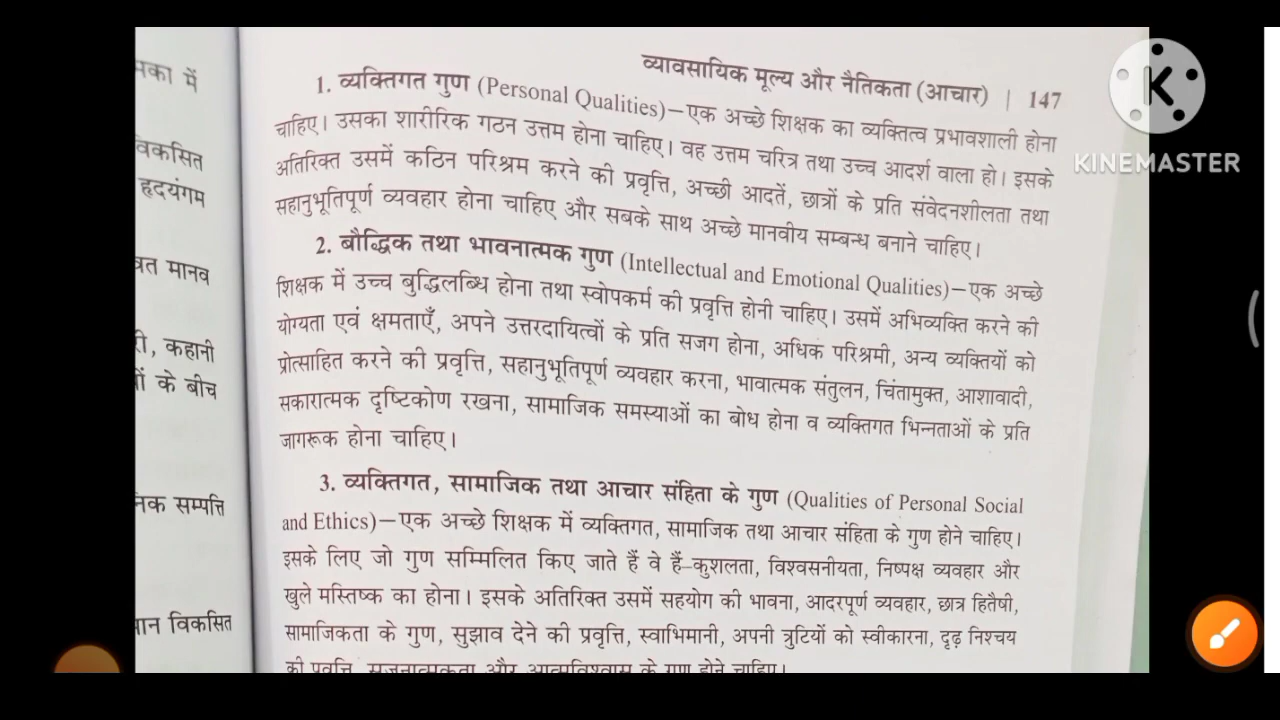 मका में
विकसित
हृदयंगम
मानव
कहानी
के बीच
सम्पत्ति
विकसित
व्यावसायिक मूल्य और नैतिकता (आचार) | 147
1. व्यक्तिगत गुण (Personal Qualities)—एक अच्छे शिक्षक का व्यक्तित्व प्रभावशाली होना
चाहिए। उसका शारीरिक गठन उत्तम होना चाहिए। वह उत्तम चरित्र तथा उच्च आदर्श वाला हो। इसके
अतिरिक्त उसमें कठिन परिश्रम करने की प्रवृत्ति, अच्छी आदतें, छात्रों के प्रति संवेदनशीलता तथा
सहानुभूतिपूर्ण व्यवहार होना चाहिए और सबके साथ अच्छे मानवीय सम्बन्ध बनाने चाहिए।
2. बौद्धिक तथा भावनात्मक गुण (Intellectual and Emotional Qualities)—एक अच्छे
शिक्षक में उच्च बुद्धिलब्धि होना तथा स्वोपकर्म की प्रवृत्ति होनी चाहिए। उसमें अभिव्यक्ति करने की
योग्यता एवं क्षमताएँ, अपने उत्तरदायित्वों के प्रति सजग होना, अधिक परिश्रमी, अन्य व्यक्तियों को
प्रोत्साहित करने की प्रवृत्ति, सहानुभूतिपूर्ण व्यवहार करना, भावात्मक संतुलन, चिंतामुक्त, आशावादी,
सकारात्मक दृष्टिकोण रखना, सामाजिक समस्याओं का बोध होना व व्यक्तिगत भिन्नताओं के प्रति
जागरूक होना चाहिए।
3. व्यक्तिगत, सामाजिक तथा आचार संहिता के गुण (Qualities of Personal Social
and Ethics)—एक अच्छे शिक्षक में व्यक्तिगत, सामाजिक तथा आचार संहिता के गुण होने चाहिए।
इसके लिए जो गुण सम्मिलित किए जाते हैं वे हैं–कुशलता, विश्वसनीयता, निष्पक्ष व्यवहार और
खुले मस्तिष्क का होना। इसके अतिरिक्त उसमें सहयोग की भावना, आदरपूर्ण व्यवहार, छात्र हितैषी,
सामाजिकता के गुण, सुझाव देने की प्रवृत्ति, स्वाभिमानी, अपनी त्रुटियों को स्वीकारना, दृढ़ निश्चय
की प्रवृत्ति, सृजनात्मकता और आत्मविश्वास के गुण होने चाहिए।
K
KINEMASTER